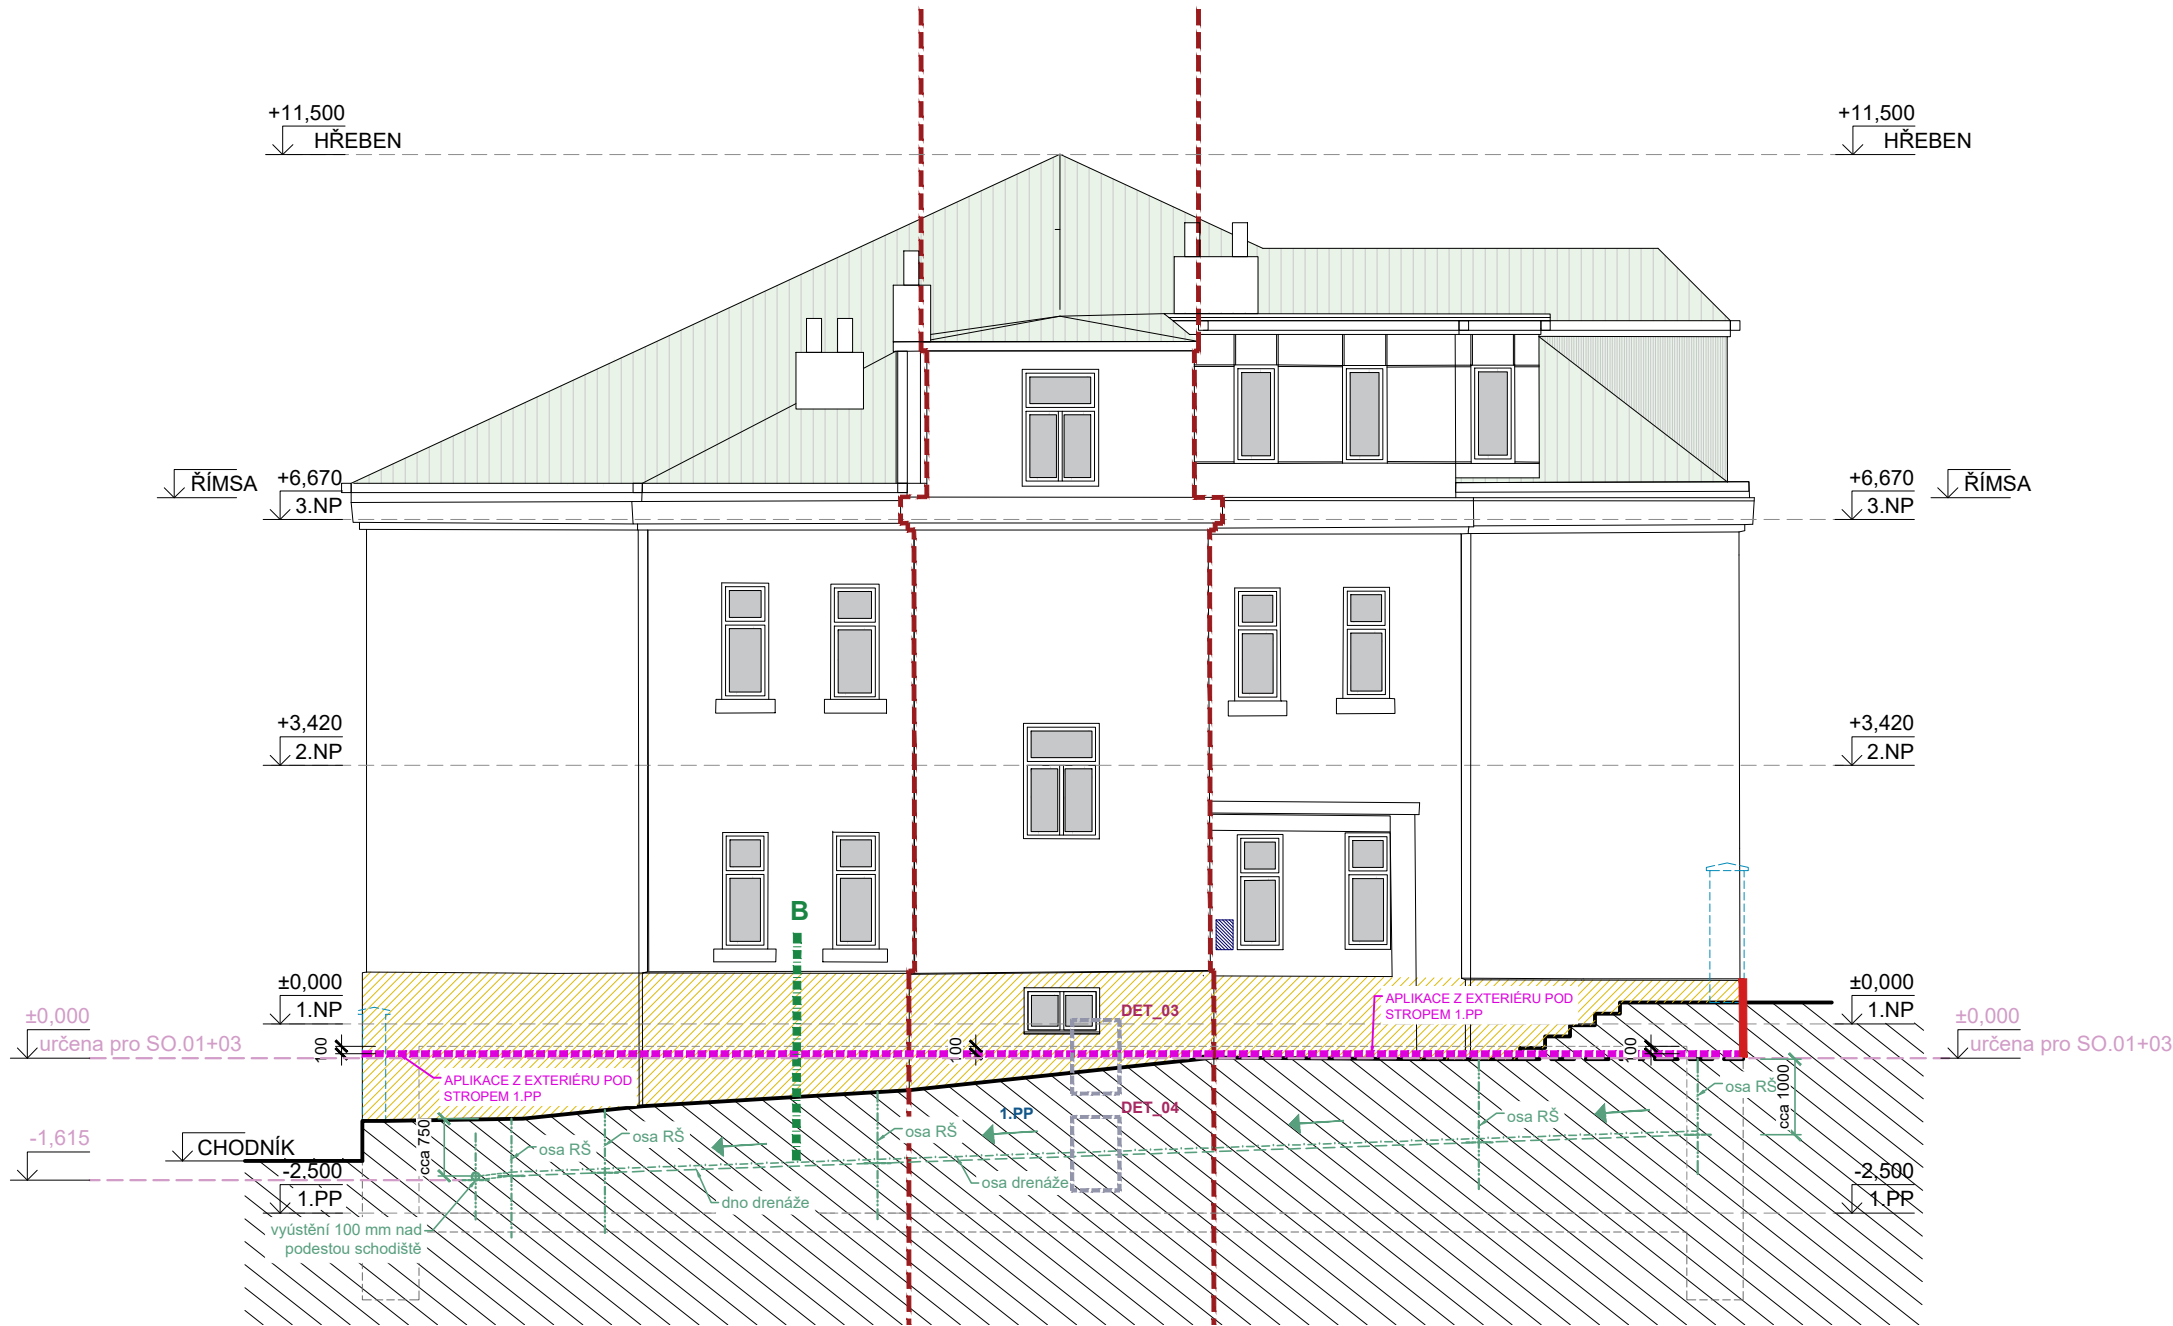 +11,500
HŘEBEN
+11,500
HŘEBEN
ŘÍMSA
+6,670
3.NP
+6,670
3.NP
ŘÍMSA
+3,420
2.NP
+3,420
2.NP
B
±0,000
1.NP
±0,000
určena pro SO.01+03
100
100
100
DET_03
APLIKACE Z EXTERIÉRU POD
STROPEM 1.PP
±0,000
1.NP
±0,000
určena pro SO.01+03
APLIKACE Z EXTERIÉRU POD
STROPEM 1.PP
1.PP
DET_04
osa RŠ
osa RŠ
osa RŠ
osa RŠ
osa RŠ
cca 1000
cca 750
-1,615
CHODNÍK
-2,500
1.PP
-2,500
1.PP
osa drenáže
dno drenáže
vyústění 100 mm nad
podestou schodiště